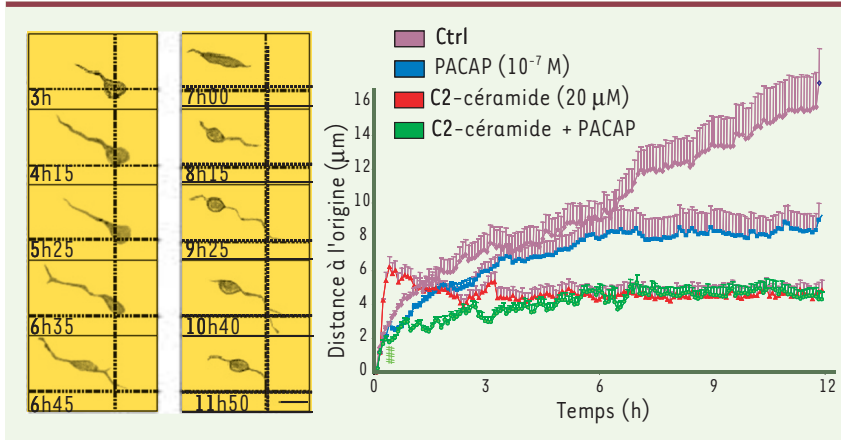 3h
4h15
5h25
6h35
6h45
7h00
8h15
9h25
10h40
11h50
Ctrl
PACAP (10⁻⁷ M)
C2-céramide (20 µM)
C2-céramide + PACAP
Distance à l'origine (µm)
16
14
12
10
8
6
4
2
0
##
0 3 6 9 12
Temps (h)